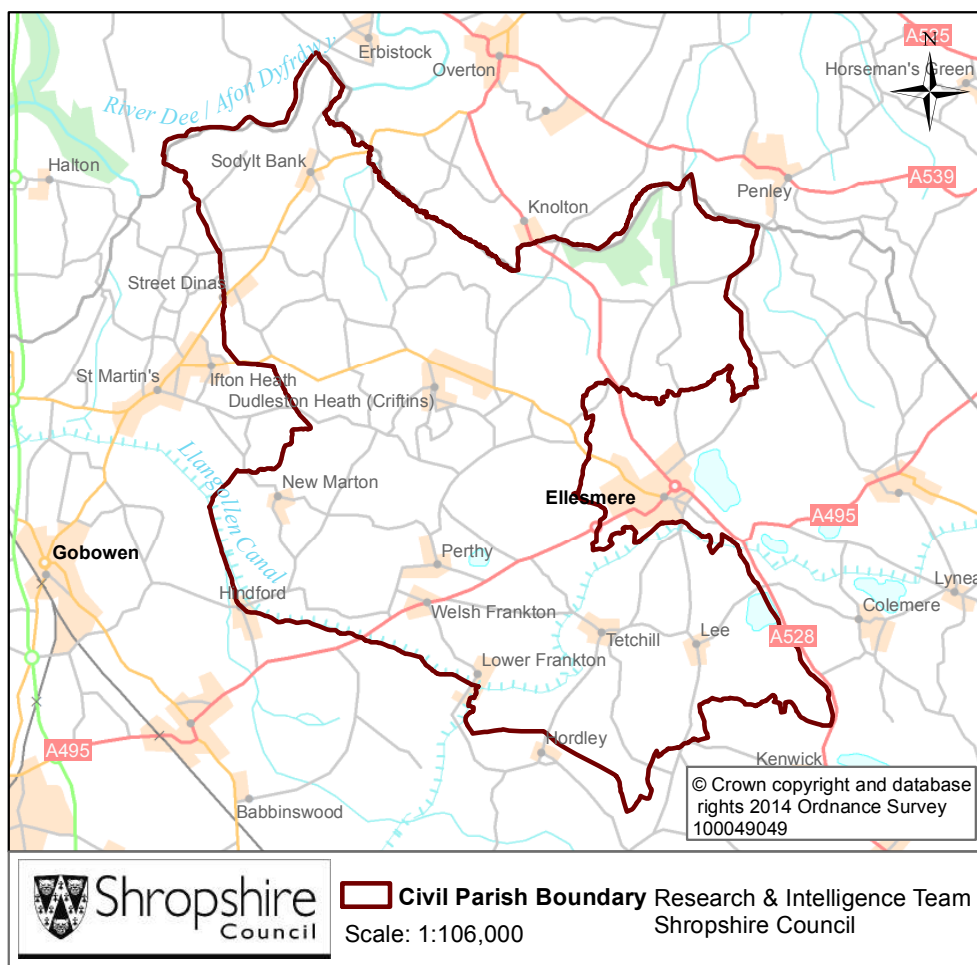 A525
N
Erbistock
Overton
Horseman's Green
River Dee / Afon Dyfrdwy
Halton
Sodylt Bank
Penley
A539
Knolton
Street Dinas
St Martin's
Ifton Heath
Dudleston Heath (Criftins)
Llangollen Canal
New Marton
Ellesmere
A495
Gobowen
Perthy
Hindford
Welsh Frankton
Tetchill
Lee
A528
Colemere
Lynea
Lower Frankton
A495
Hordley
Kenwick
Babbinswood
© Crown copyright and database
rights 2014 Ordnance Survey
100049049
Shropshire
Council
Civil Parish Boundary
Scale: 1:106,000
Research & Intelligence Team
Shropshire Council